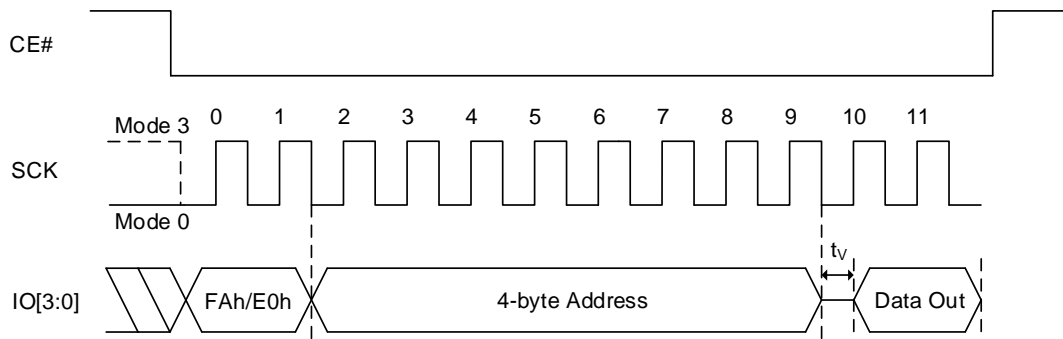 CE#
0 1 2 3 4 5 6 7 8 9 10 11
Mode 3
SCK
Mode 0
tV
IO[3:0]
FAh/E0h
4-byte Address
Data Out